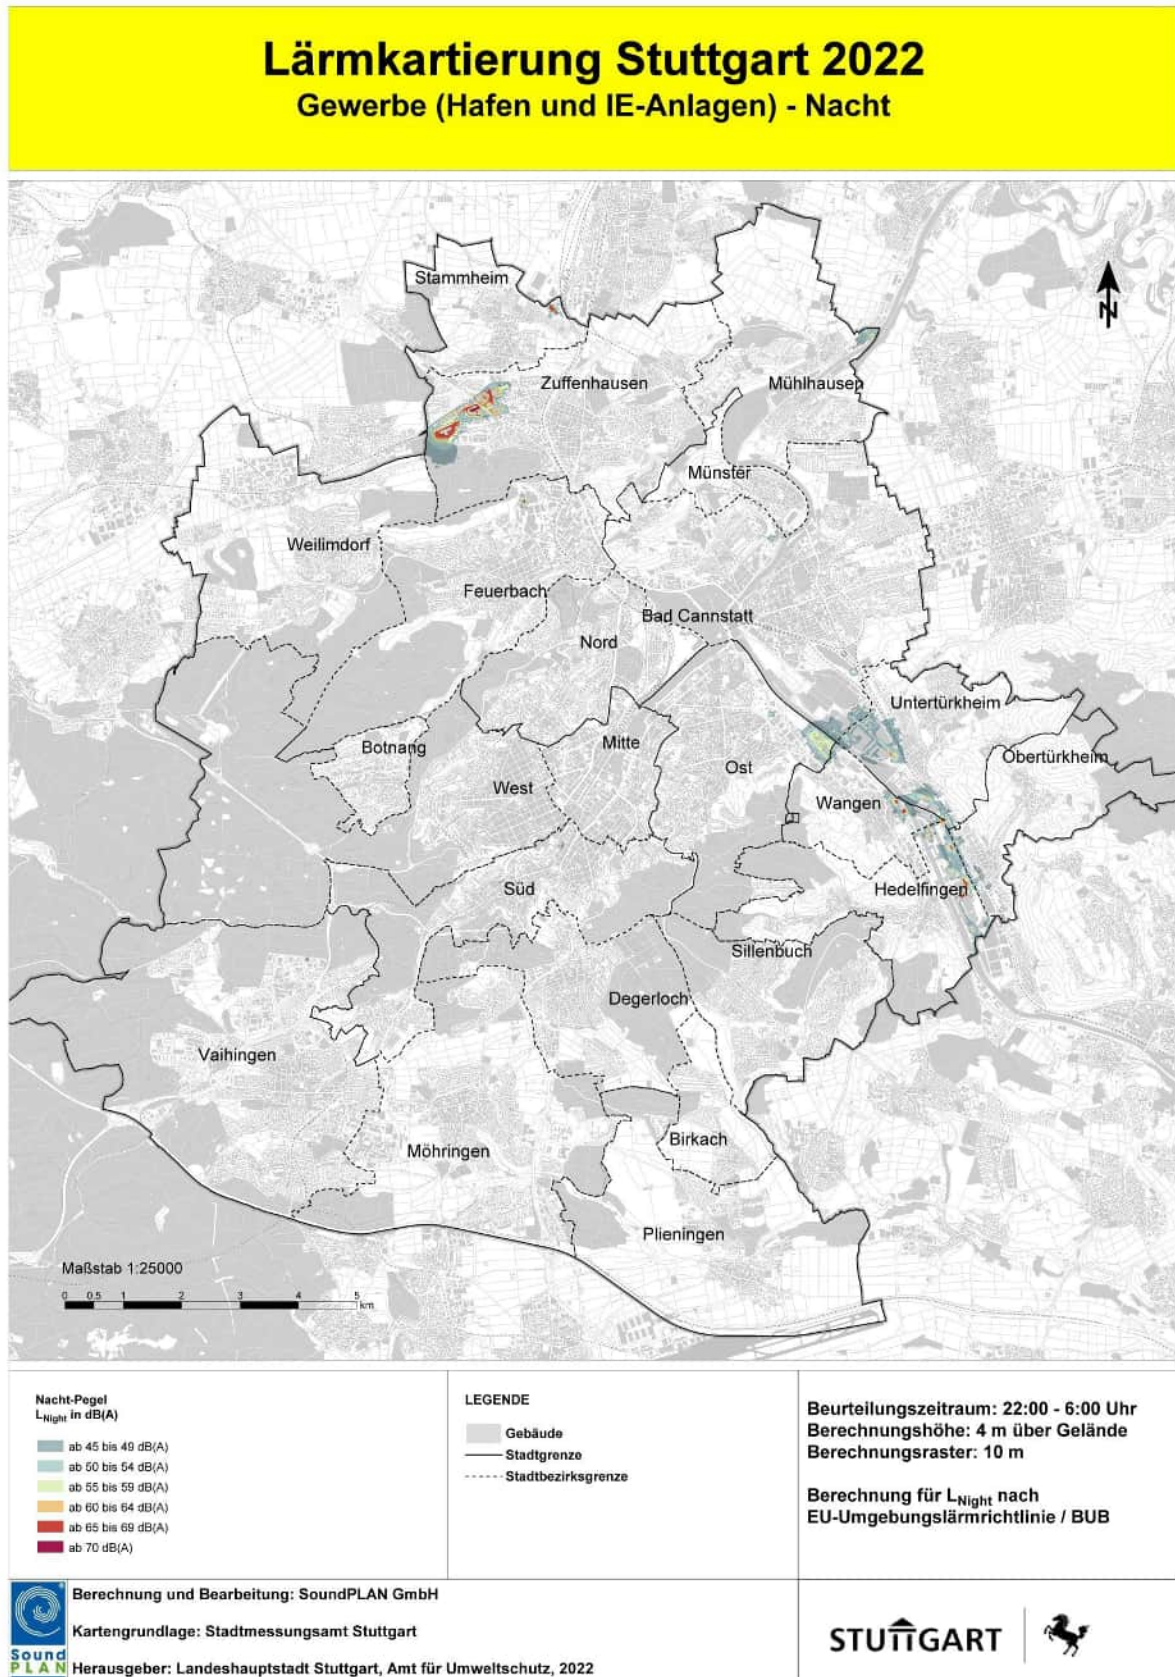 Lärmkartierung Stuttgart 2022
Gewerbe (Hafen und IE-Anlagen) - Nacht
Stammheim
N
Zuffenhausen
Mühlhausen
Münster
Weilimdorf
Feuerbach
Bad Cannstatt
Nord
Untertürkheim
Botnang
Mitte
Obertürkheim
Ost
West
Wangen
Süd
Hedelfingen
Sillenbuch
Degerloch
Vaihingen
Birkach
Möhringen
Plieningen
Maßstab 1:25000
0 0,5 1 2 3 4 5
km
Nacht-Pegel
LNight in dB(A)
ab 45 bis 49 dB(A)
ab 50 bis 54 dB(A)
ab 55 bis 59 dB(A)
ab 60 bis 64 dB(A)
ab 65 bis 69 dB(A)
ab 70 dB(A)
LEGENDE
Gebäude
Stadtgrenze
Stadtbezirksgrenze
Beurteilungszeitraum: 22:00 - 6:00 Uhr
Berechnungshöhe: 4 m über Gelände
Berechnungsraster: 10 m
Berechnung für LNight nach
EU-Umgebungslärmrichtlinie / BUB
Sound
PLAN
Berechnung und Bearbeitung: SoundPLAN GmbH
Kartengrundlage: Stadtmessungsamt Stuttgart
Herausgeber: Landeshauptstadt Stuttgart, Amt für Umweltschutz, 2022
STUTTGART